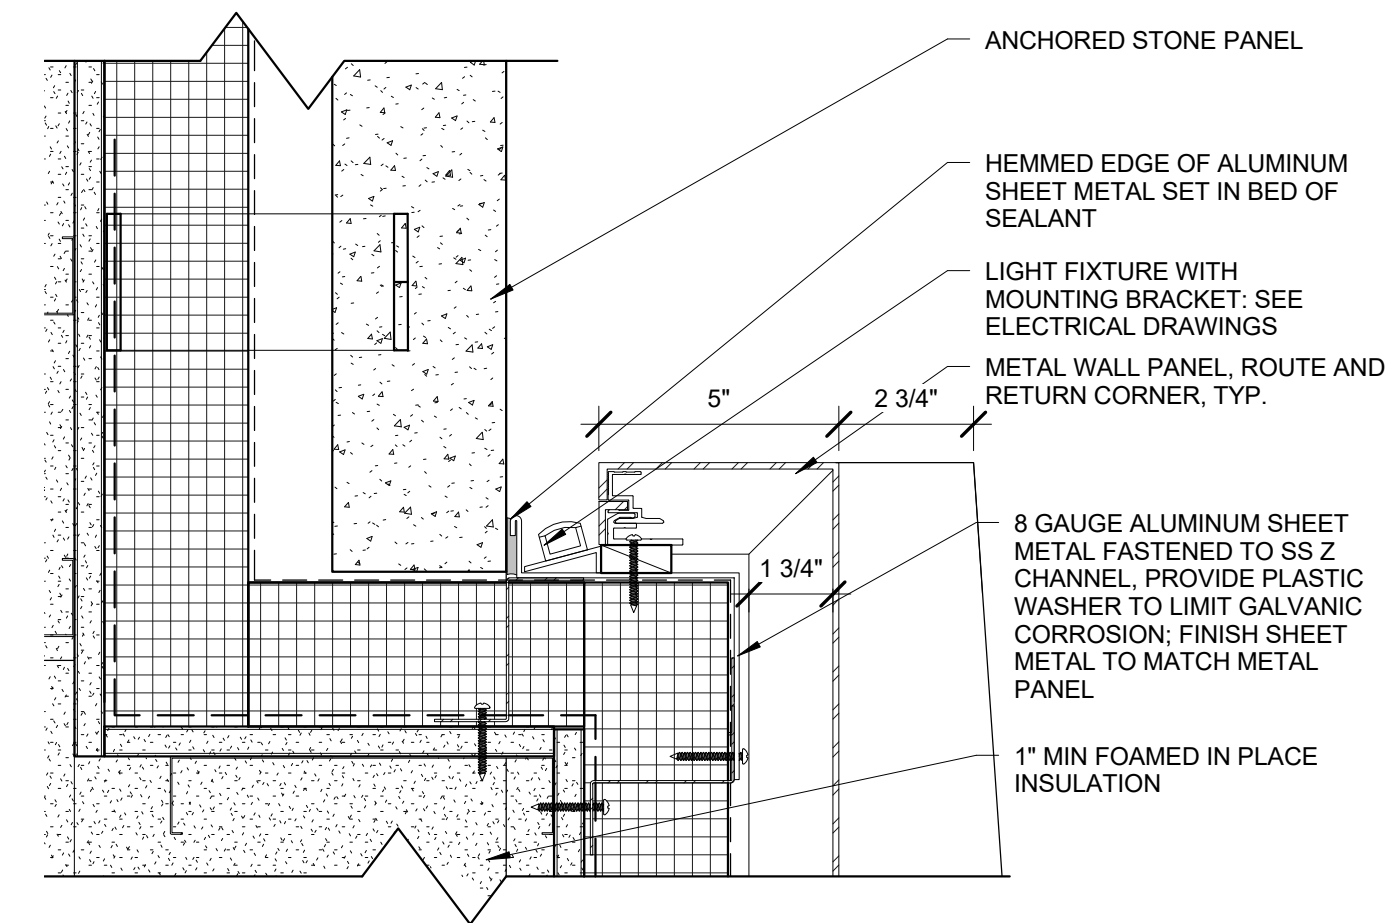 ANCHORED STONE PANEL
HEMMED EDGE OF ALUMINUM
SHEET METAL SET IN BED OF
SEALANT
LIGHT FIXTURE WITH
MOUNTING BRACKET: SEE
ELECTRICAL DRAWINGS
METAL WALL PANEL, ROUTE AND
RETURN CORNER, TYP.
5"
2 3/4"
8 GAUGE ALUMINUM SHEET
METAL FASTENED TO SS Z
CHANNEL, PROVIDE PLASTIC
WASHER TO LIMIT GALVANIC
CORROSION; FINISH SHEET
METAL TO MATCH METAL
PANEL
1 3/4"
1" MIN FOAMED IN PLACE
INSULATION